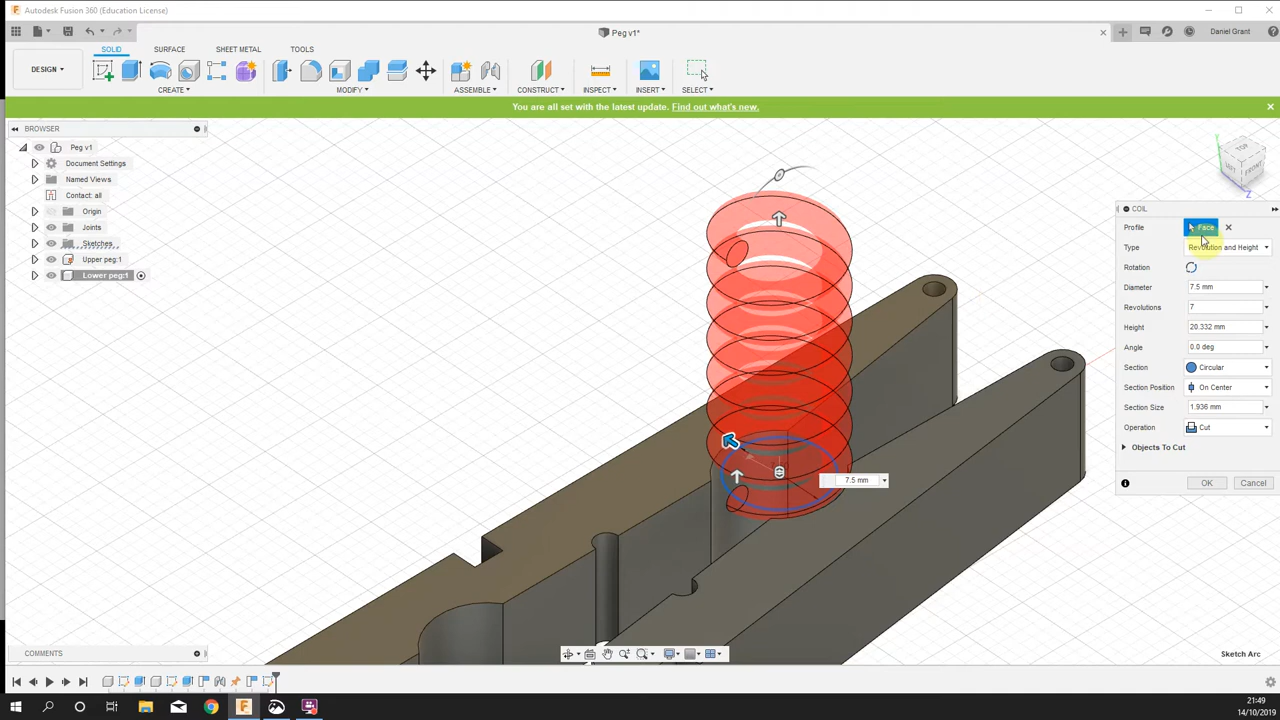 Autodesk Fusion 360 (Education License)
Peg v1*
Daniel Grant
SOLID SURFACE SHEET METAL TOOLS
DESIGN
CREATE MODIFY ASSEMBLE CONSTRUCT INSPECT INSERT SELECT
You are all set with the latest update. Find out what's new.
BROWSER
Peg v1
Document Settings
Named Views
Contact: all
Origin
Joints
Sketches
Upper peg:1
Lower peg:1
TOP
FRONT
Y
Z
COIL
Profile Face
Type Revolution and Height
Rotation
Diameter 7.5 mm
Revolutions 7
Height 20.332 mm
Angle 0.0 deg
Section Circular
Section Position On Center
Section Size 1.936 mm
Operation Cut
Objects To Cut
OK Cancel
7.5 mm
COMMENTS
Sketch Arc
21:49
14/10/2019